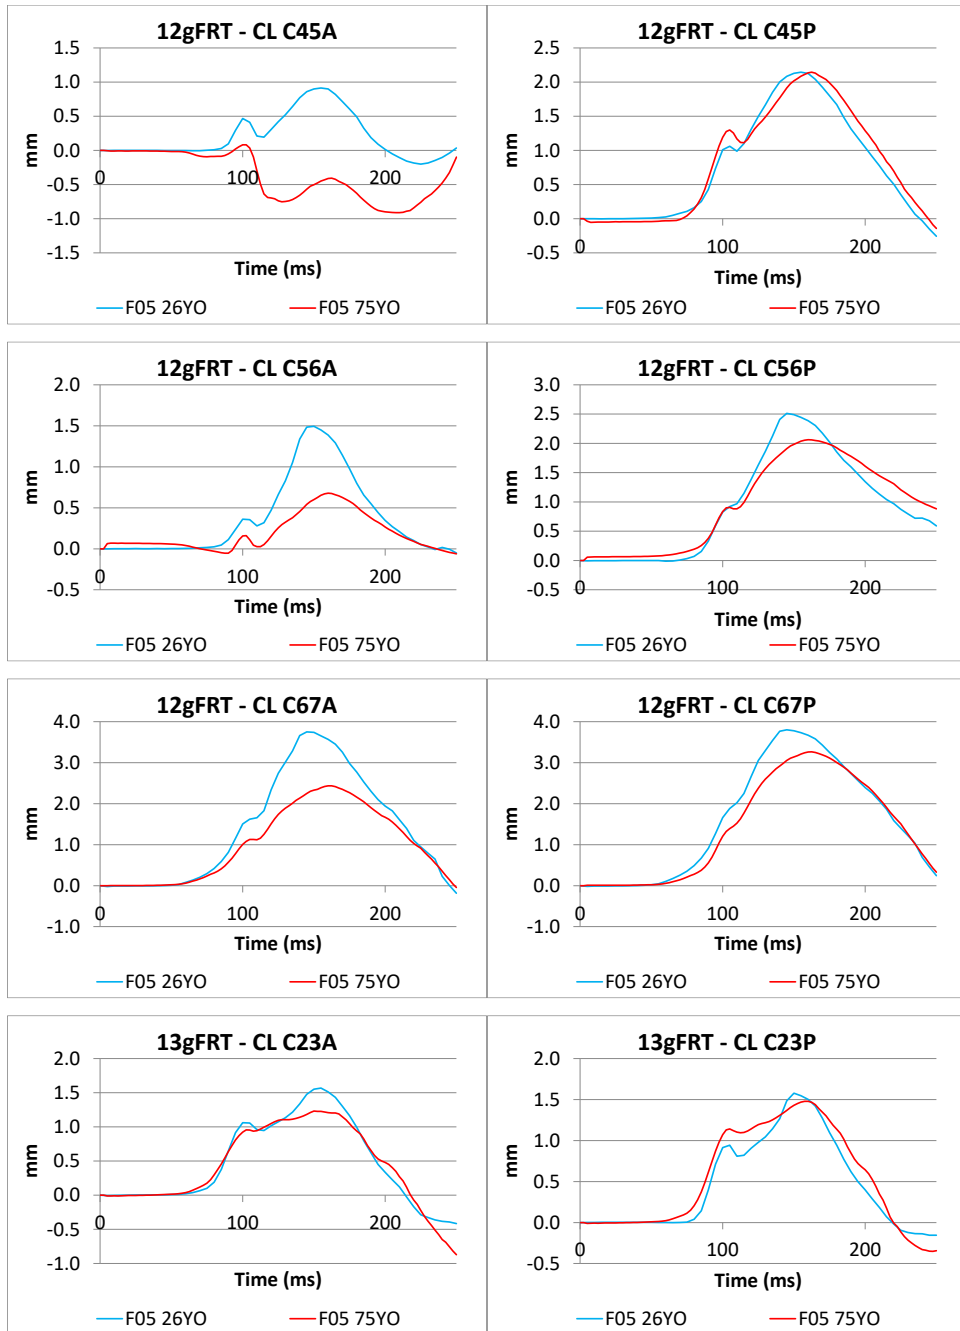 12gFRT - CL C45A
1.5
1.0
0.5
0.0
-0.5
-1.0
-1.5
0
100
200
mm
Time (ms)
F05 26YO
F05 75YO
12gFRT - CL C45P
2.5
2.0
1.5
1.0
0.5
0.0
-0.5
0
100
200
mm
Time (ms)
F05 26YO
F05 75YO
12gFRT - CL C56A
2.0
1.5
1.0
0.5
0.0
-0.5
0
100
200
mm
Time (ms)
F05 26YO
F05 75YO
12gFRT - CL C56P
3.0
2.5
2.0
1.5
1.0
0.5
0.0
-0.5
0
100
200
mm
Time (ms)
F05 26YO
F05 75YO
12gFRT - CL C67A
4.0
3.0
2.0
1.0
0.0
-1.0
0
100
200
mm
Time (ms)
F05 26YO
F05 75YO
12gFRT - CL C67P
4.0
3.0
2.0
1.0
0.0
-1.0
0
100
200
mm
Time (ms)
F05 26YO
F05 75YO
13gFRT - CL C23A
2.0
1.5
1.0
0.5
0.0
-0.5
-1.0
0
100
200
mm
Time (ms)
F05 26YO
F05 75YO
13gFRT - CL C23P
2.0
1.5
1.0
0.5
0.0
-0.5
0
100
200
mm
Time (ms)
F05 26YO
F05 75YO